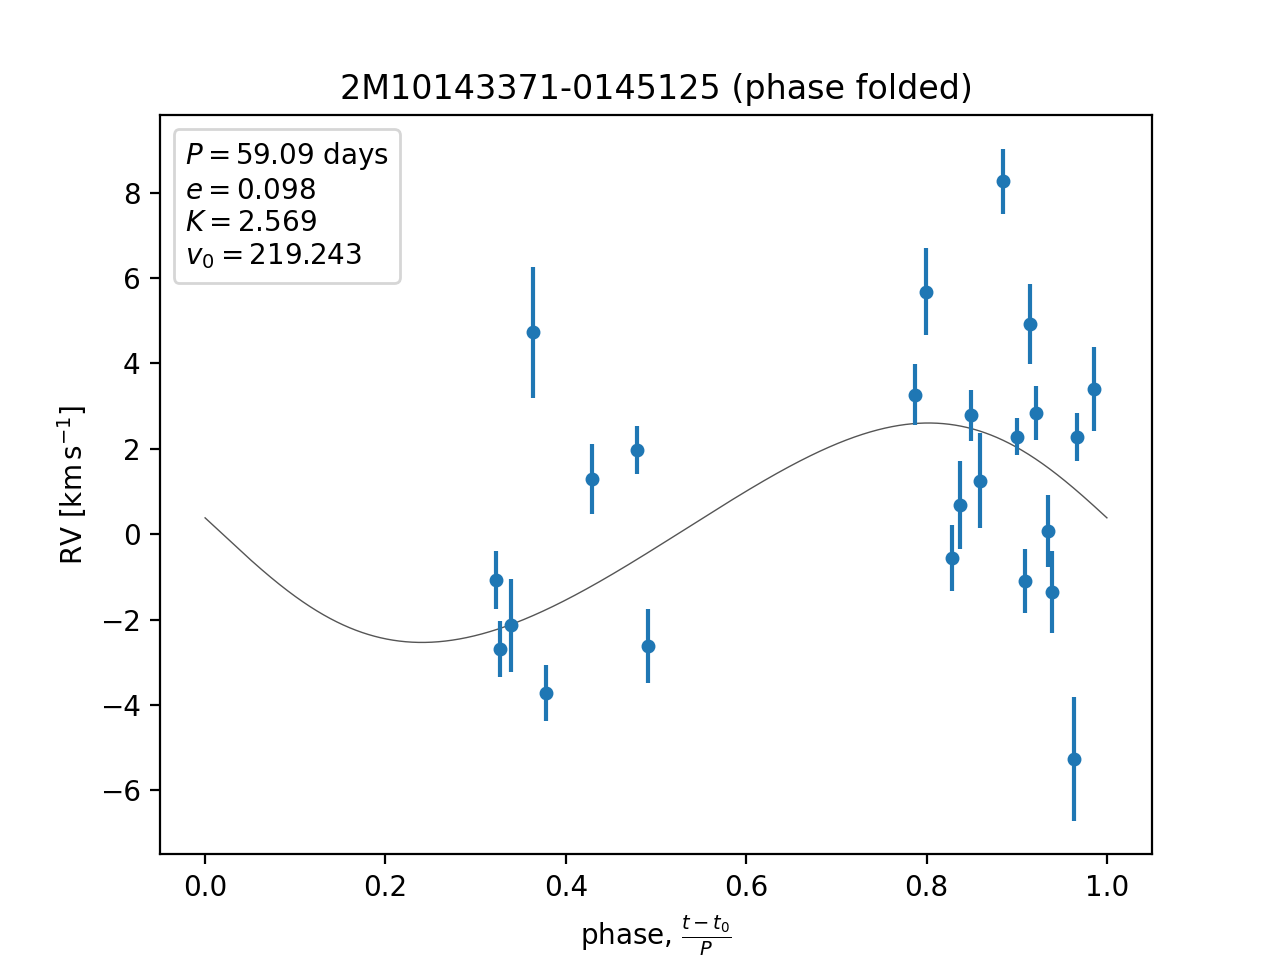 2M10143371-0145125 (phase folded)
P = 59.09 days
e = 0.098
K = 2.569
v₀ = 219.243
RV [km s⁻¹]
8
6
4
2
0
−2
−4
−6
0.0 0.2 0.4 0.6 0.8 1.0
phase, (t − t₀)/P